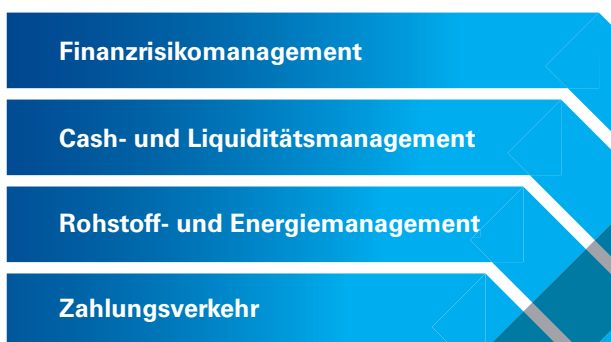 Finanzrisikomanagement
Cash- und Liquiditätsmanagement
Rohstoff- und Energiemanagement
Zahlungsverkehr